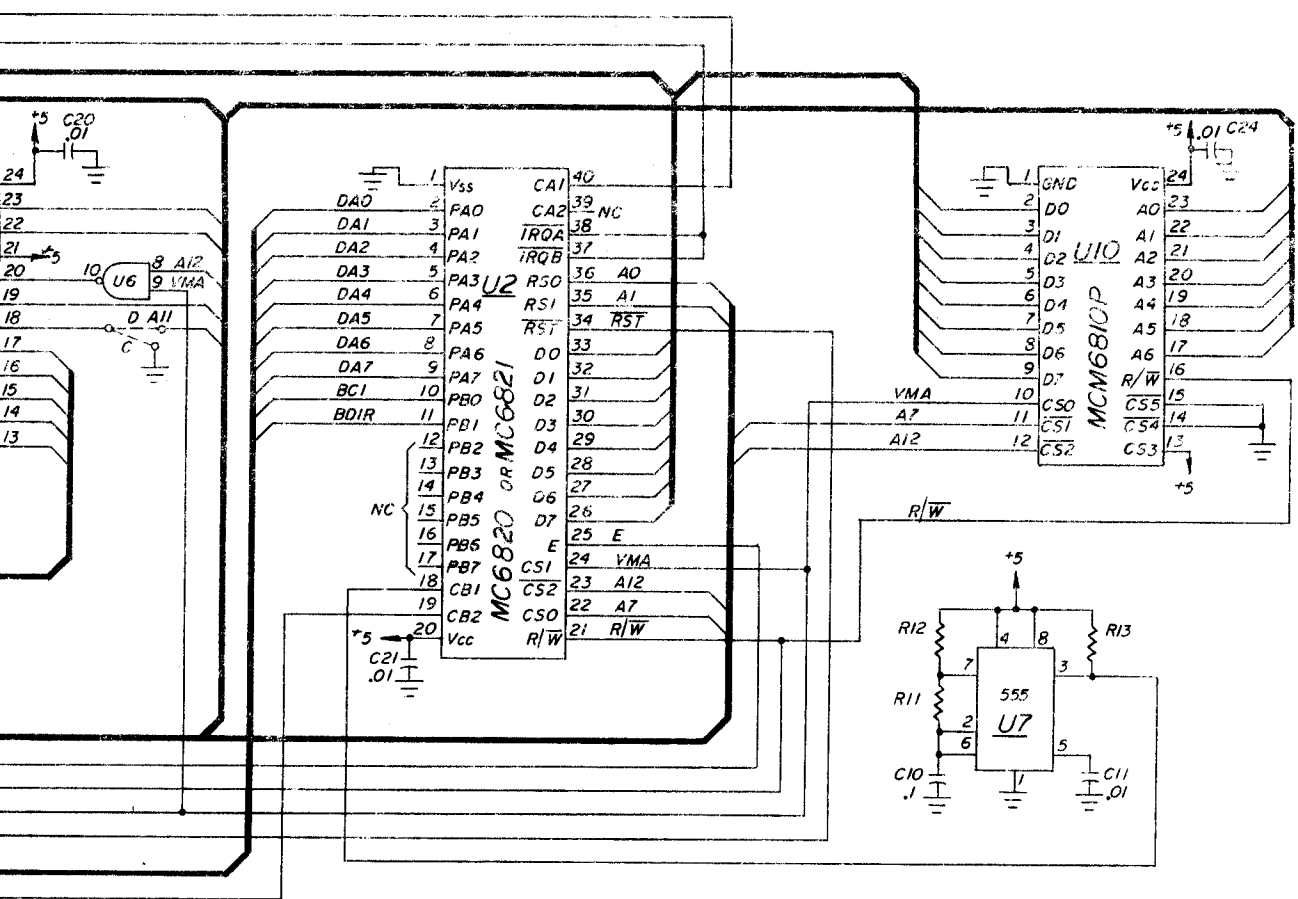 +5 C20
.01
24
23
22
21 +5
20 10 U6 8 A12
9 VMA
19
18 D A11
C
17
16
15
14
13
1 Vss CA1 40
DA0 2 PA0 CA2 39 NC
DA1 3 PA1 IRQA 38
DA2 4 PA2 IRQB 37
DA3 5 PA3 RS0 36 A0
DA4 6 PA4 RS1 35 A1
DA5 7 PA5 RST 34 RST
DA6 8 PA6 D0 33
DA7 9 PA7 D1 32
BC1 10 PB0 D2 31
BDIR 11 PB1 D3 30
12 PB2 D4 29
13 PB3 D5 28
14 PB4 D6 27
NC 15 PB5 D7 26
16 PB6 E 25 E
17 PB7 CS1 24 VMA
18 CB1 CS2 23 A12
19 CB2 CS0 22 A7
+5 20 Vcc R/W 21 R/W
C21
.01
U2
MC6820 OR MC6821
+5 .01 C24
1 GND Vcc 24
2 D0 A0 23
3 D1 A1 22
4 D2 A2 21
5 D3 A3 20
6 D4 A4 19
7 D5 A5 18
8 D6 A6 17
9 D7 R/W 16
VMA 10 CS0 CS5 15
A7 11 CS1 CS4 14
A12 12 CS2 CS3 13
+5
U10
MCM6810P
R/W
+5
R12 4 8 R13
7 3
R11 555
2 U7
6 5
C10 1 C11
.1 .01